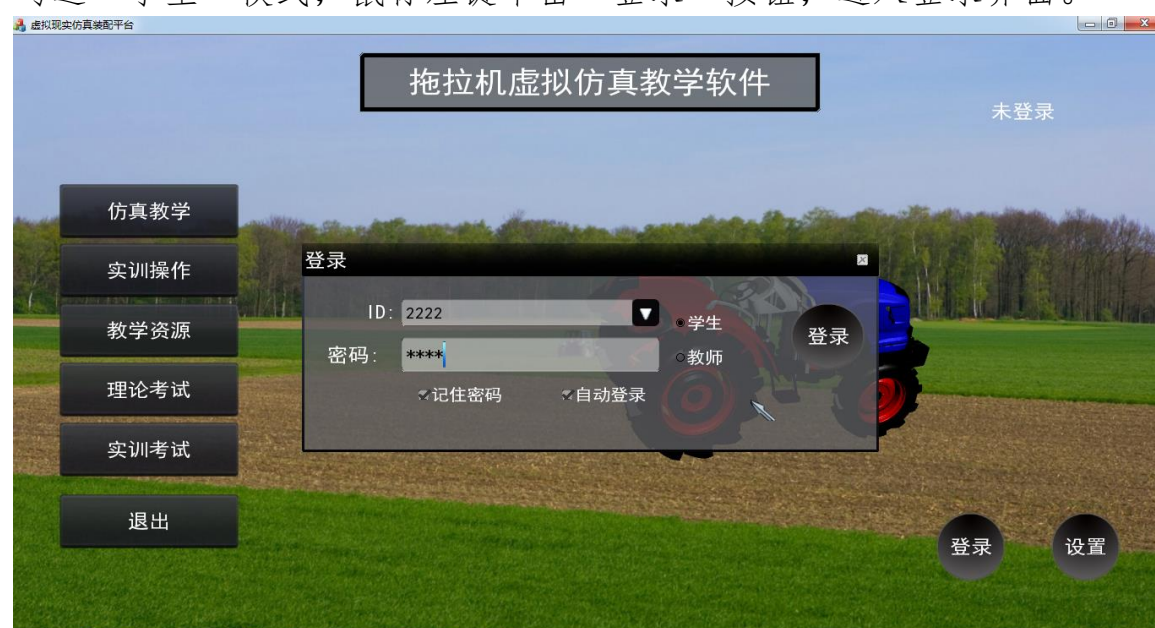 虚拟现实仿真装配平台
拖拉机虚拟仿真教学软件
未登录
仿真教学
实训操作
教学资源
理论考试
实训考试
退出
登录
ID: 2222
学生
密码: ****
教师
记住密码 自动登录
登录
登录
设置